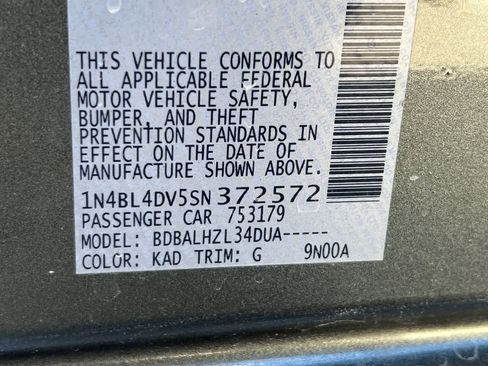 THIS VEHICLE CONFORMS TO
ALL APPLICABLE FEDERAL
MOTOR VEHICLE SAFETY,
BUMPER, AND THEFT
PREVENTION STANDARDS IN
EFFECT ON THE DATE OF
MANUFACTURE SHOWN ABOVE.
1N4BL4DV5SN372572
PASSENGER CAR 753179
MODEL: BDBALHZL34DUA-----
COLOR: KAD TRIM: G 9N00A